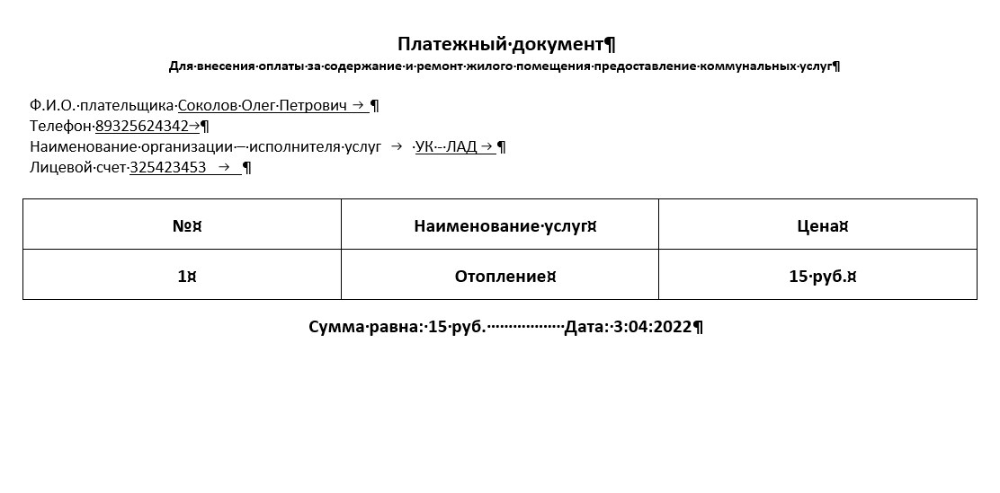 Платежный документ
Для внесения оплаты за содержание и ремонт жилого помещения предоставление коммунальных услуг
Ф.И.О. плательщика Соколов Олег Петрович
Телефон 89325624342
Наименование организации – исполнителя услуг УК - ЛАД
Лицевой счет 325423453
№ Наименование услуг Цена
1 Отопление 15 руб.
Сумма равна: 15 руб. Дата: 3:04:2022